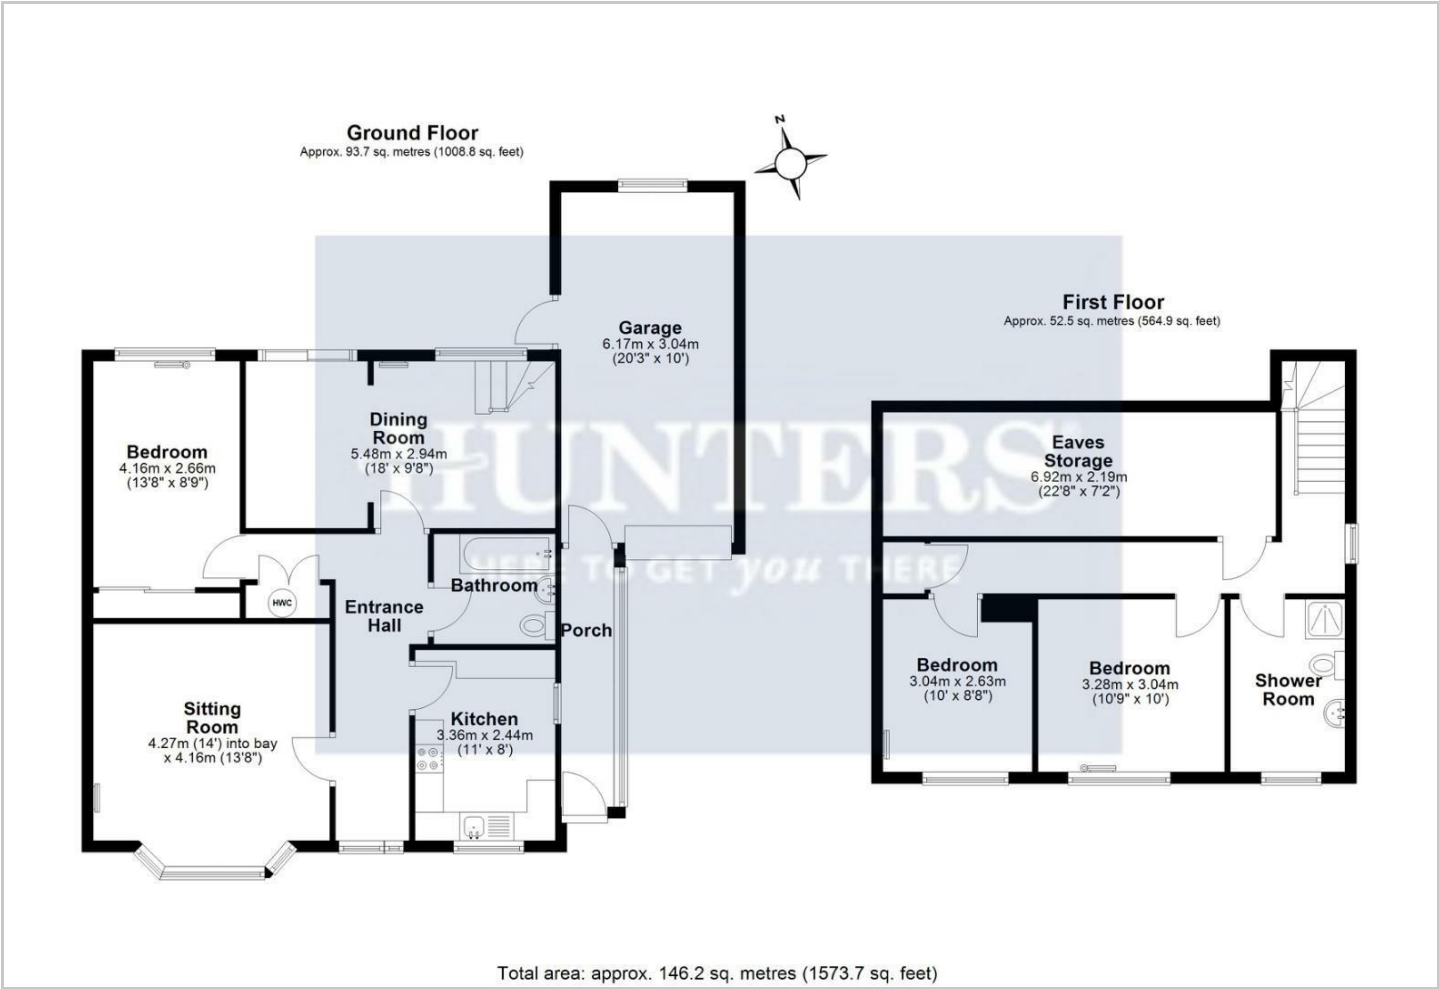 Ground Floor
Approx. 93.7 sq. metres (1008.8 sq. feet)
N
First Floor
Approx. 52.5 sq. metres (564.9 sq. feet)
Garage
6.17m x 3.04m
(20'3" x 10')
Dining
Room
5.48m x 2.94m
(18' x 9'8")
Bedroom
4.16m x 2.66m
(13'8" x 8'9")
Eaves
Storage
6.92m x 2.19m
(22'8" x 7'2")
HUNTERS
HERE TO GET you THERE
Bathroom
HWC
Entrance
Hall
Porch
Sitting
Room
4.27m (14') into bay
x 4.16m (13'8")
Kitchen
3.36m x 2.44m
(11' x 8')
Bedroom
3.04m x 2.63m
(10' x 8'8")
Bedroom
3.28m x 3.04m
(10'9" x 10')
Shower
Room
Total area: approx. 146.2 sq. metres (1573.7 sq. feet)